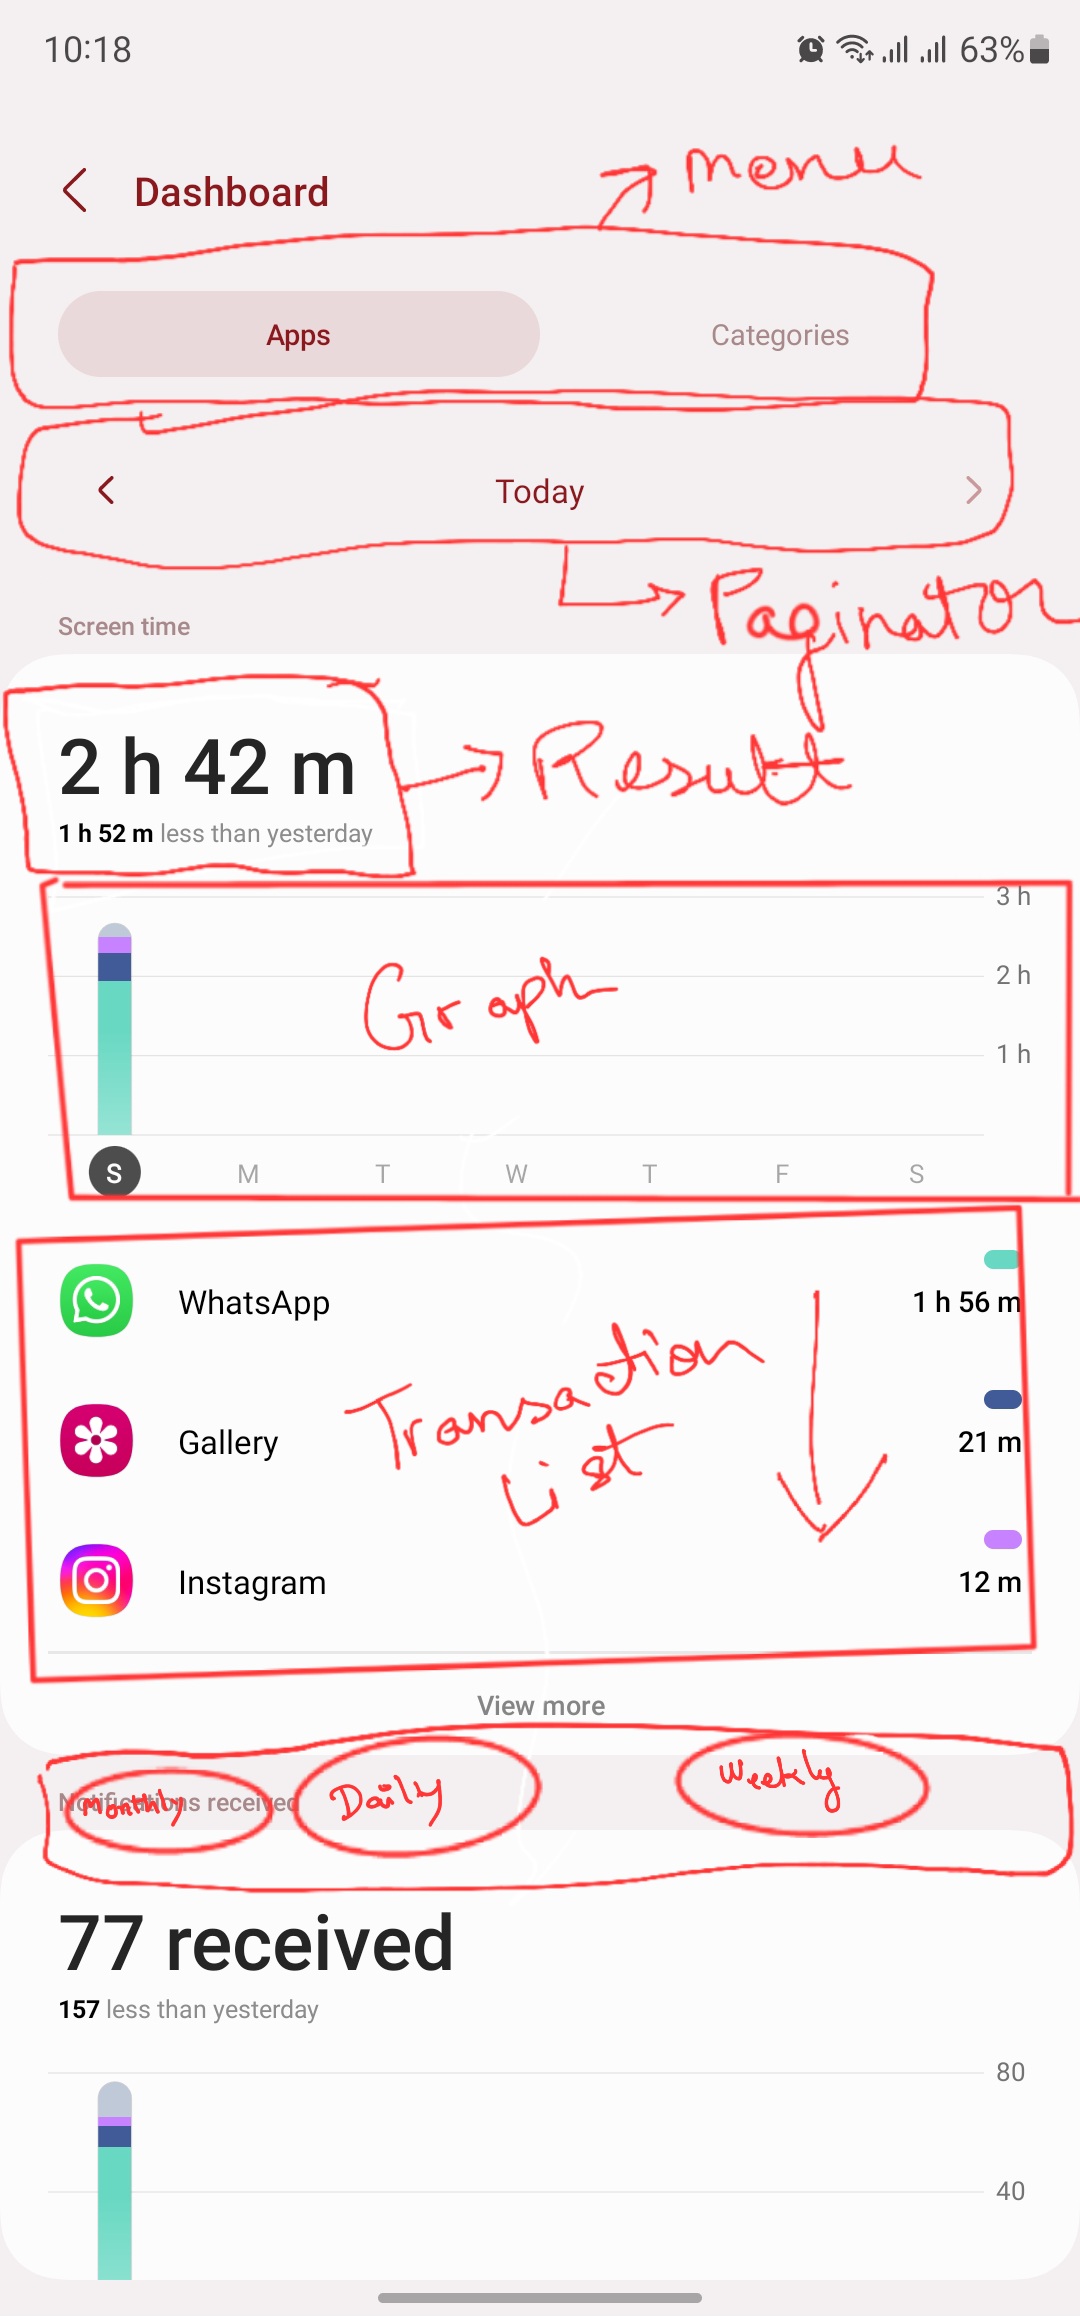 10:18
63%
menu
Dashboard
Apps
Categories
Today
Paginator
Screen time
2 h 42 m
Result
1 h 52 m less than yesterday
3 h
2 h
Graph
1 h
S M T W T F S
WhatsApp
1 h 56 m
Transaction
List
Gallery
21 m
Instagram
12 m
View more
Notifications received
Monthly
Daily
Weekly
77 received
157 less than yesterday
80
40